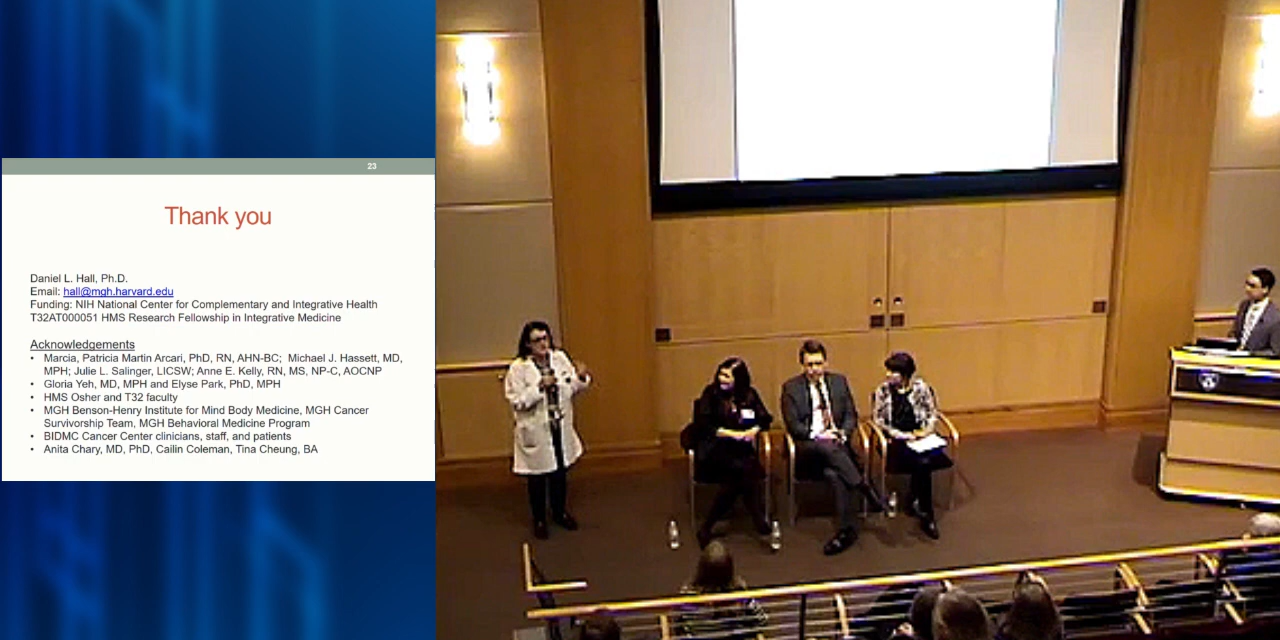 23
Thank you
Daniel L. Hall, Ph.D.
Email: hall@mgh.harvard.edu
Funding: NIH National Center for Complementary and Integrative Health
T32AT000051 HMS Research Fellowship in Integrative Medicine
Acknowledgements
• Marcia, Patricia Martin Arcari, PhD, RN, AHN-BC; Michael J. Hassett, MD,
MPH; Julie L. Salinger, LICSW; Anne E. Kelly, RN, MS, NP-C, AOCNP
• Gloria Yeh, MD, MPH and Elyse Park, PhD, MPH
• HMS Osher and T32 faculty
• MGH Benson-Henry Institute for Mind Body Medicine, MGH Cancer
Survivorship Team, MGH Behavioral Medicine Program
• BIDMC Cancer Center clinicians, staff, and patients
• Anita Chary, MD, PhD, Cailin Coleman, Tina Cheung, BA